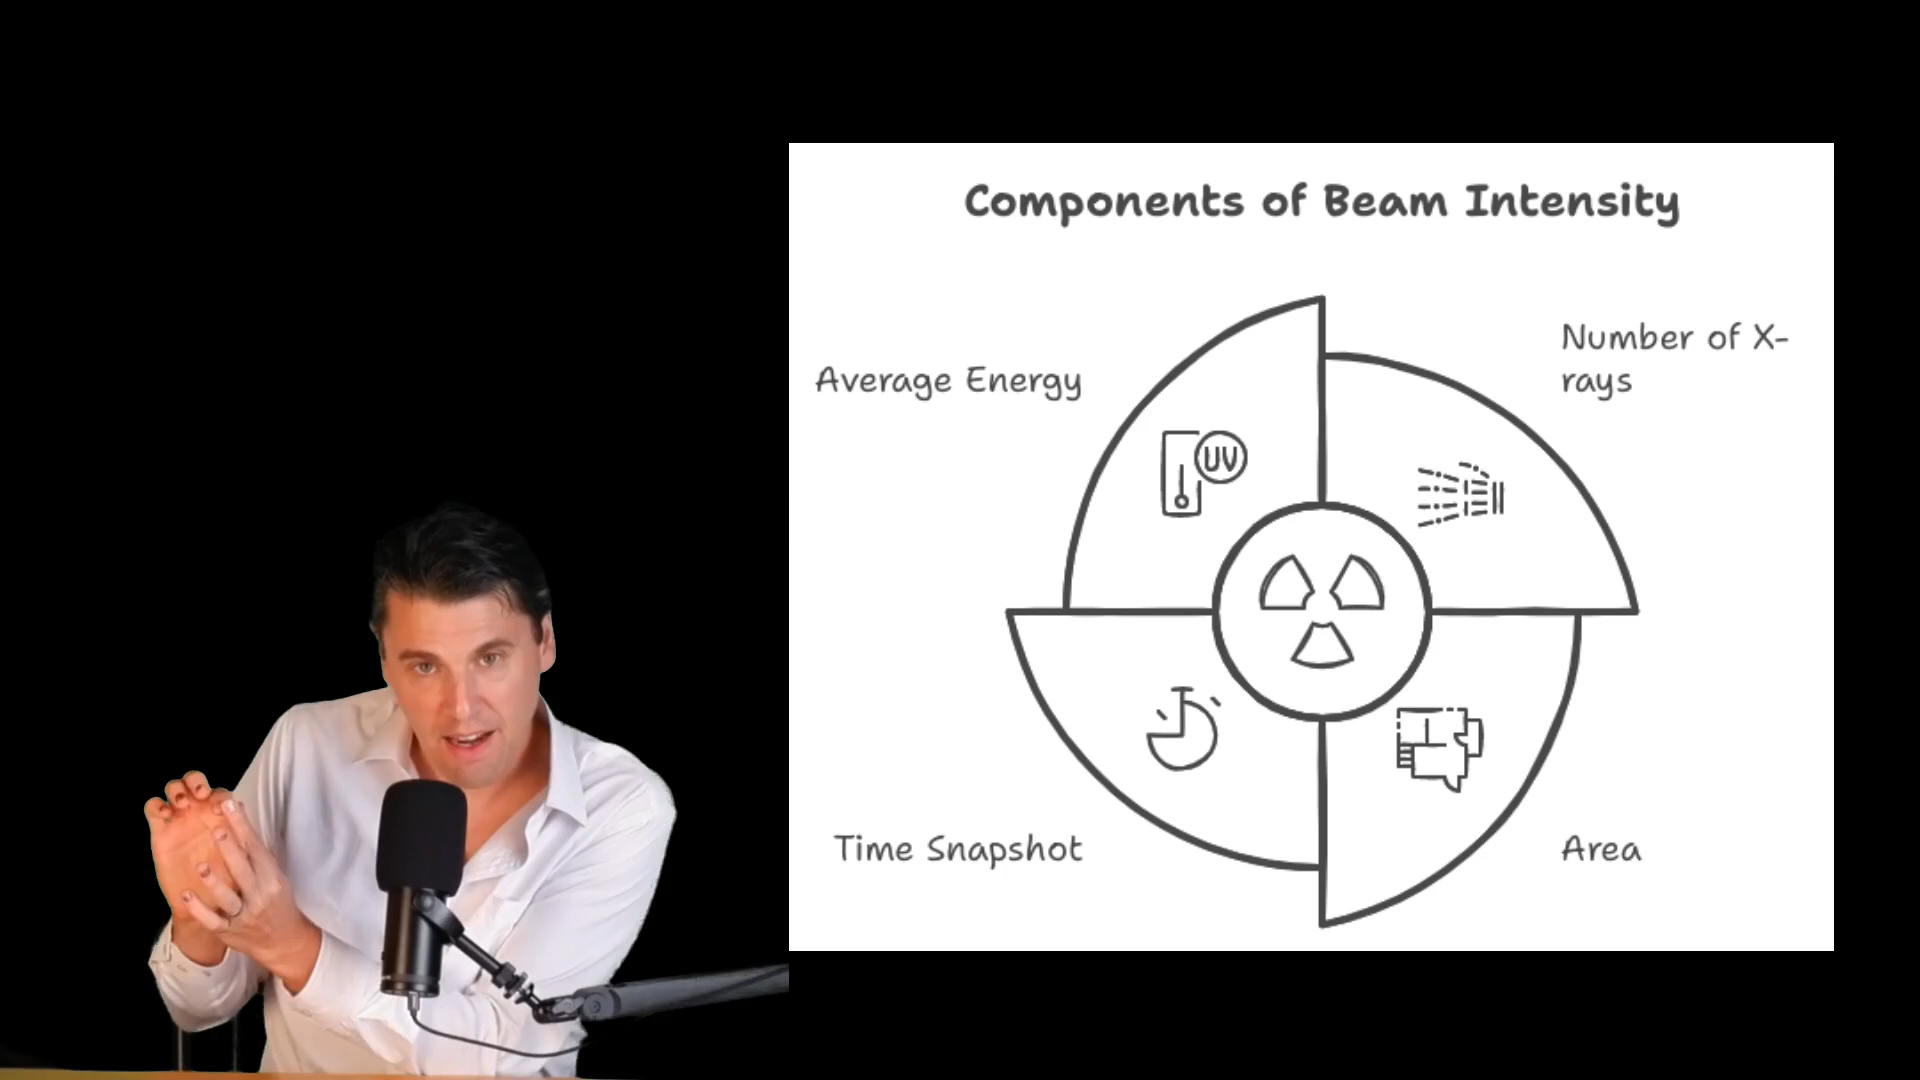 Components of Beam Intensity
Number of X-
rays
Average Energy
UV
Time Snapshot
Area